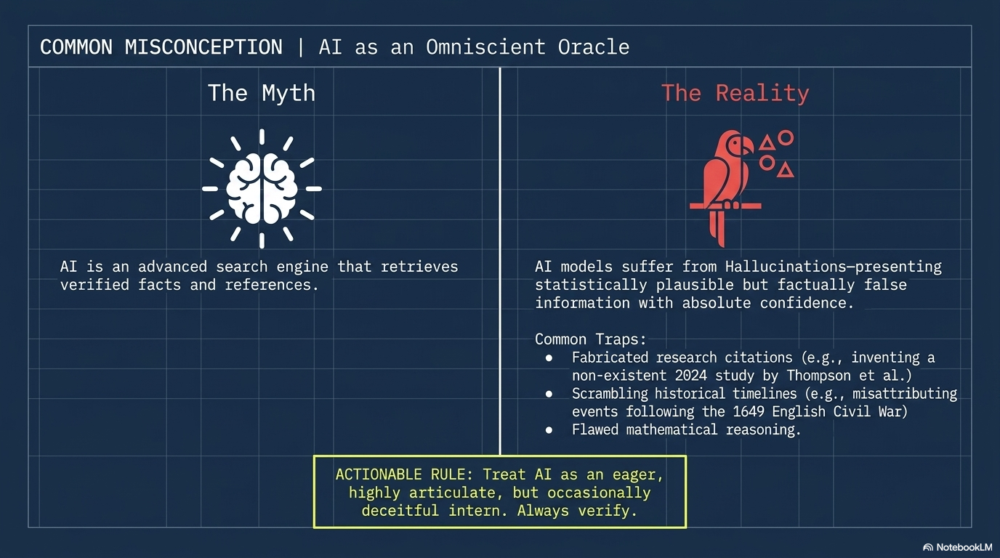 COMMON MISCONCEPTION | AI as an Omniscient Oracle
The Myth
AI is an advanced search engine that retrieves
verified facts and references.
The Reality
AI models suffer from Hallucinations—presenting
statistically plausible but factually false
information with absolute confidence.
Common Traps:
● Fabricated research citations (e.g., inventing a
non-existent 2024 study by Thompson et al.)
● Scrambling historical timelines (e.g., misattributing
events following the 1649 English Civil War)
● Flawed mathematical reasoning.
ACTIONABLE RULE: Treat AI as an eager,
highly articulate, but occasionally
deceitful intern. Always verify.
NotebookLM